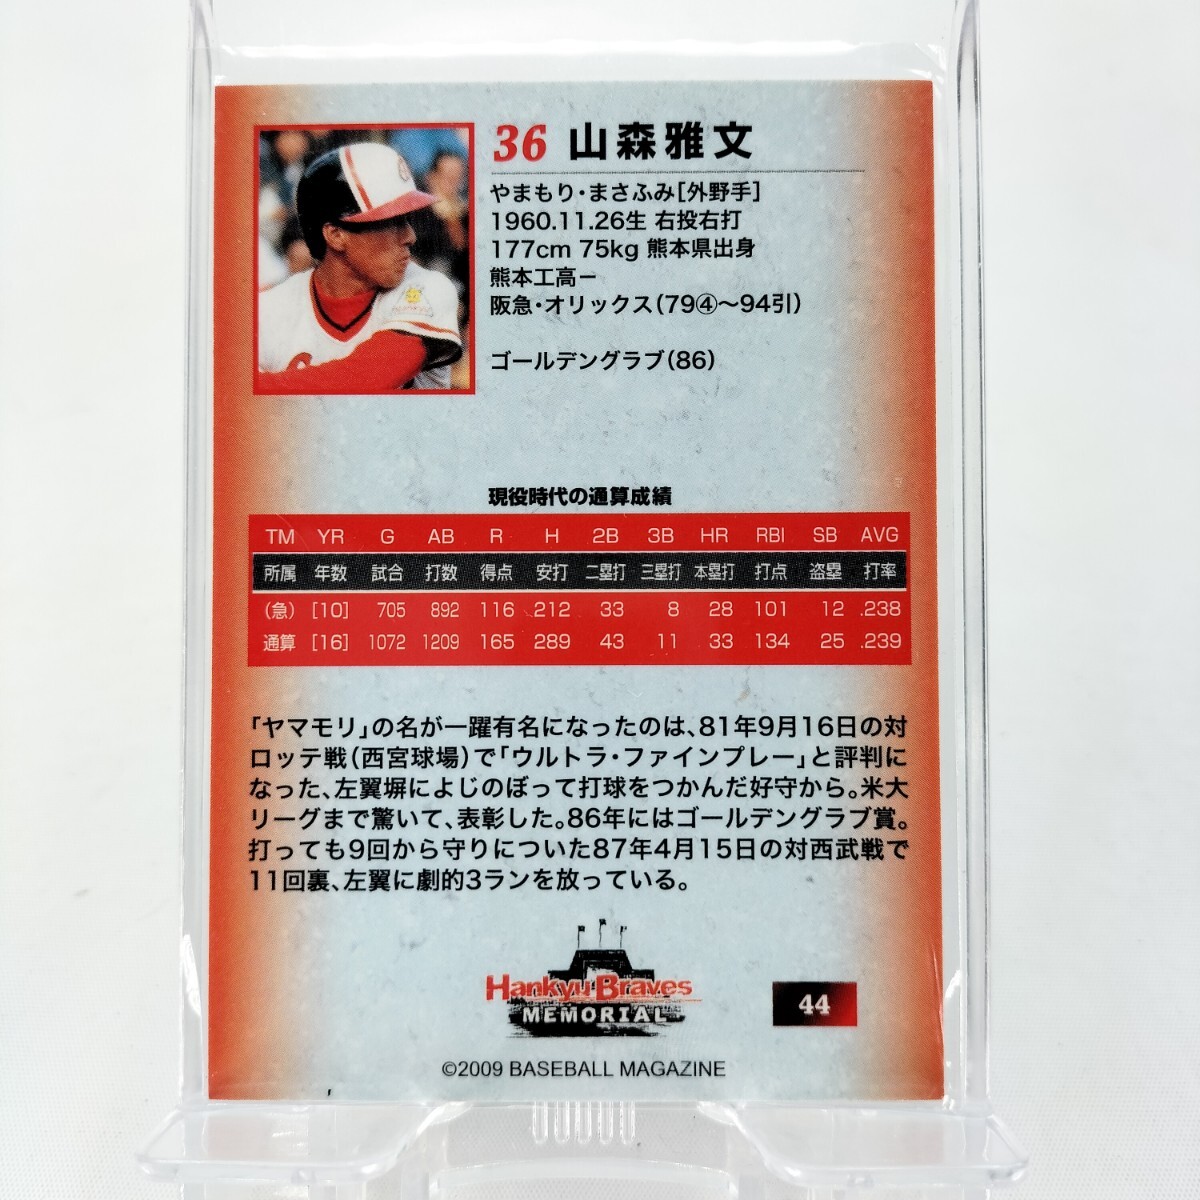 36 山森雅文
やまもり・まさふみ[外野手]
1960.11.26生 右投右打
177cm 75kg 熊本県出身
熊本工高ー
阪急・オリックス(79④〜94引)
ゴールデングラブ(86)
現役時代の通算成績
TM YR G AB R H 2B 3B HR RBI SB AVG
所属 年数 試合 打数 得点 安打 二塁打 三塁打 本塁打 打点 盗塁 打率
(急) [10] 705 892 116 212 33 8 28 101 12 .238
通算 [16] 1072 1209 165 289 43 11 33 134 25 .239
「ヤマモリ」の名が一躍有名になったのは、81年9月16日の対
ロッテ戦(西宮球場)で「ウルトラ・ファインプレー」と評判に
なった、左翼塀によじのぼって打球をつかんだ好守から。米大
リーグまで驚いて、表彰した。86年にはゴールデングラブ賞。
打っても9回から守りについた87年4月15日の対西武戦で
11回裏、左翼に劇的3ランを放っている。
Hankyu Braves
MEMORIAL
44
©2009 BASEBALL MAGAZINE